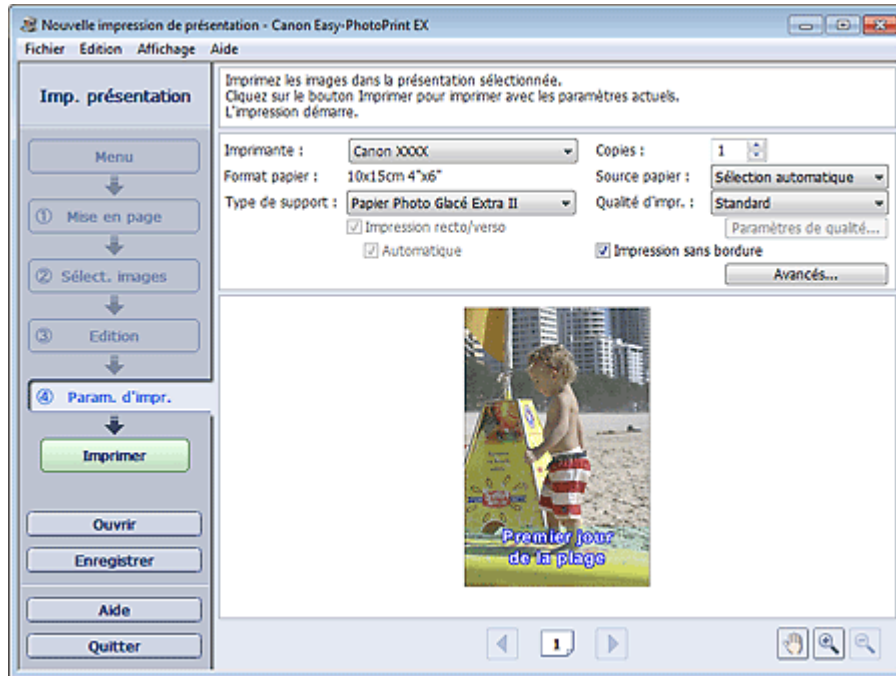 Nouvelle impression de présentation - Canon Easy-PhotoPrint EX
Fichier Edition Affichage Aide
Imp. présentation
Imprimez les images dans la présentation sélectionnée.
Cliquez sur le bouton Imprimer pour imprimer avec les paramètres actuels.
L'impression démarre.
Menu
① Mise en page
② Sélect. images
③ Edition
④ Param. d'impr.
Imprimer
Ouvrir
Enregistrer
Aide
Quitter
Imprimante : Canon XXXX Copies : 1
Format papier : 10x15cm 4"x6" Source papier : Sélection automatique
Type de support : Papier Photo Glacé Extra II Qualité d'impr. : Standard
Impression recto/verso Paramètres de qualité...
Automatique Impression sans bordure
Avancés...
Premier jour
de la plage
1